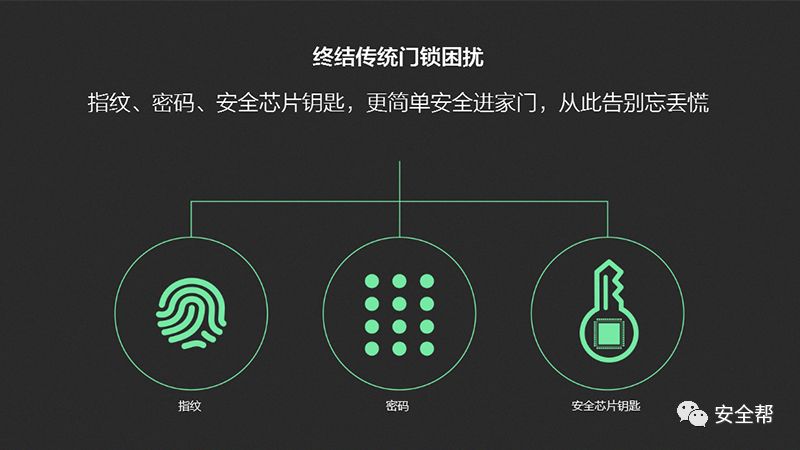 终结传统门锁困扰
指纹、密码、安全芯片钥匙，更简单安全进家门，从此告别忘丢慌
指纹
密码
安全芯片钥匙
安全帮